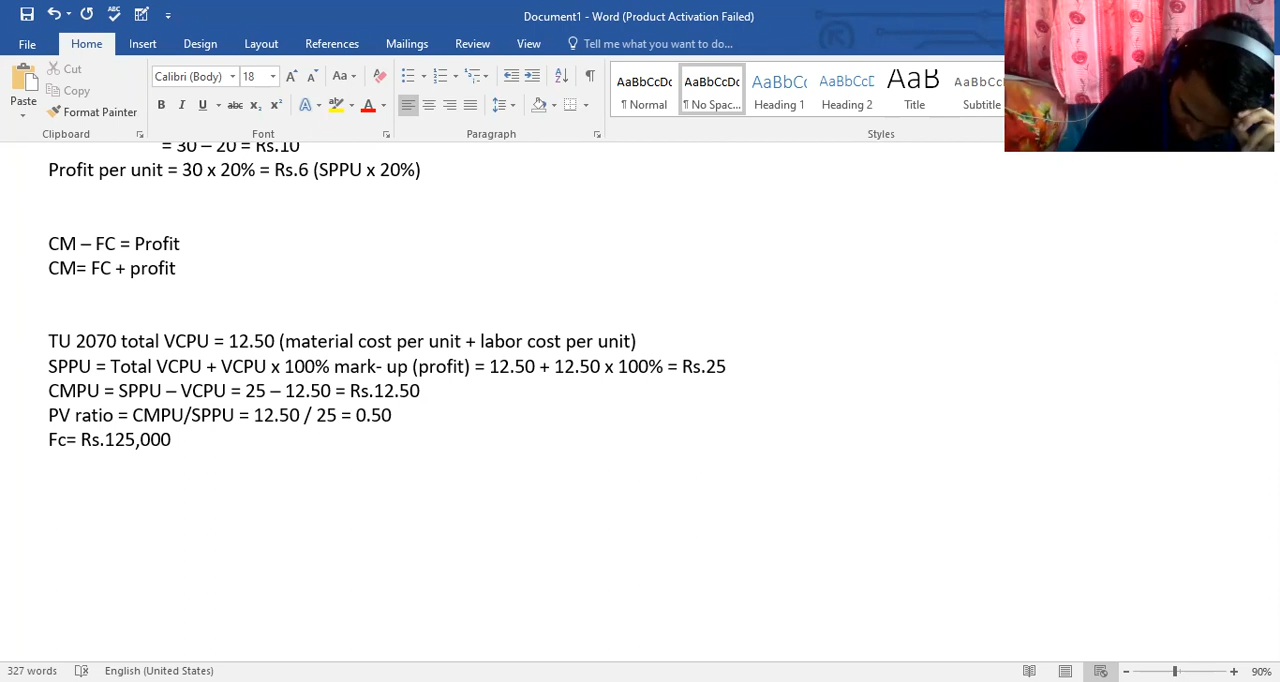 Document1 - Word (Product Activation Failed)
File Home Insert Design Layout References Mailings Review View Tell me what you want to do...
Paste
Cut
Copy
Format Painter
Clipboard
Calibri (Body) 18
Font
Paragraph
AaBbCcDc AaBbCcDc AaBbCc AaBbCcD AaB AaBbCcD
¶ Normal ¶ No Spac... Heading 1 Heading 2 Title Subtitle
Styles
= 30 – 20 = Rs.10
Profit per unit = 30 x 20% = Rs.6 (SPPU x 20%)
CM – FC = Profit
CM= FC + profit
TU 2070 total VCPU = 12.50 (material cost per unit + labor cost per unit)
SPPU = Total VCPU + VCPU x 100% mark- up (profit) = 12.50 + 12.50 x 100% = Rs.25
CMPU = SPPU – VCPU = 25 – 12.50 = Rs.12.50
PV ratio = CMPU/SPPU = 12.50 / 25 = 0.50
Fc= Rs.125,000
327 words English (United States) 90%